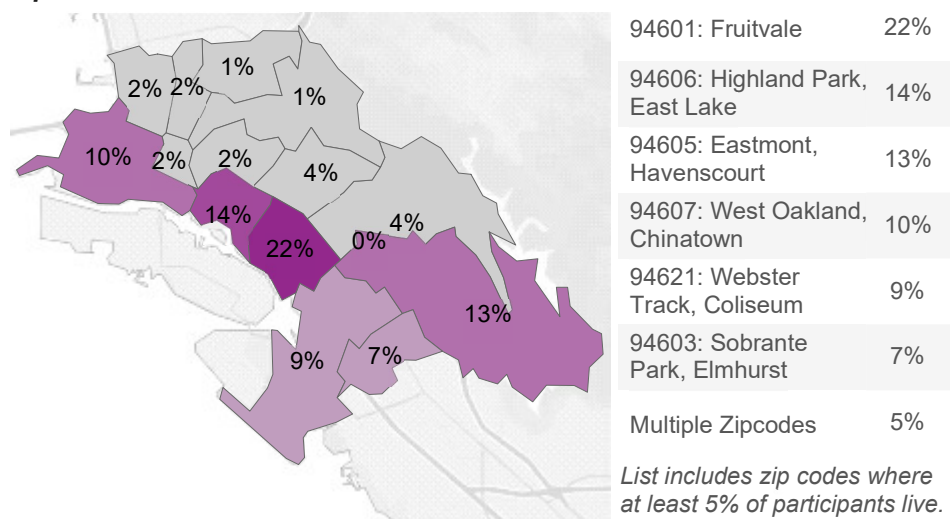 1%
2%
2%
1%
10%
2%
2%
4%
14%
4%
22%
0%
13%
9%
7%
94601: Fruitvale 22%
94606: Highland Park,
East Lake 14%
94605: Eastmont,
Havenscourt 13%
94607: West Oakland,
Chinatown 10%
94621: Webster
Track, Coliseum 9%
94603: Sobrante
Park, Elmhurst 7%
Multiple Zipcodes 5%
List includes zip codes where
at least 5% of participants live.